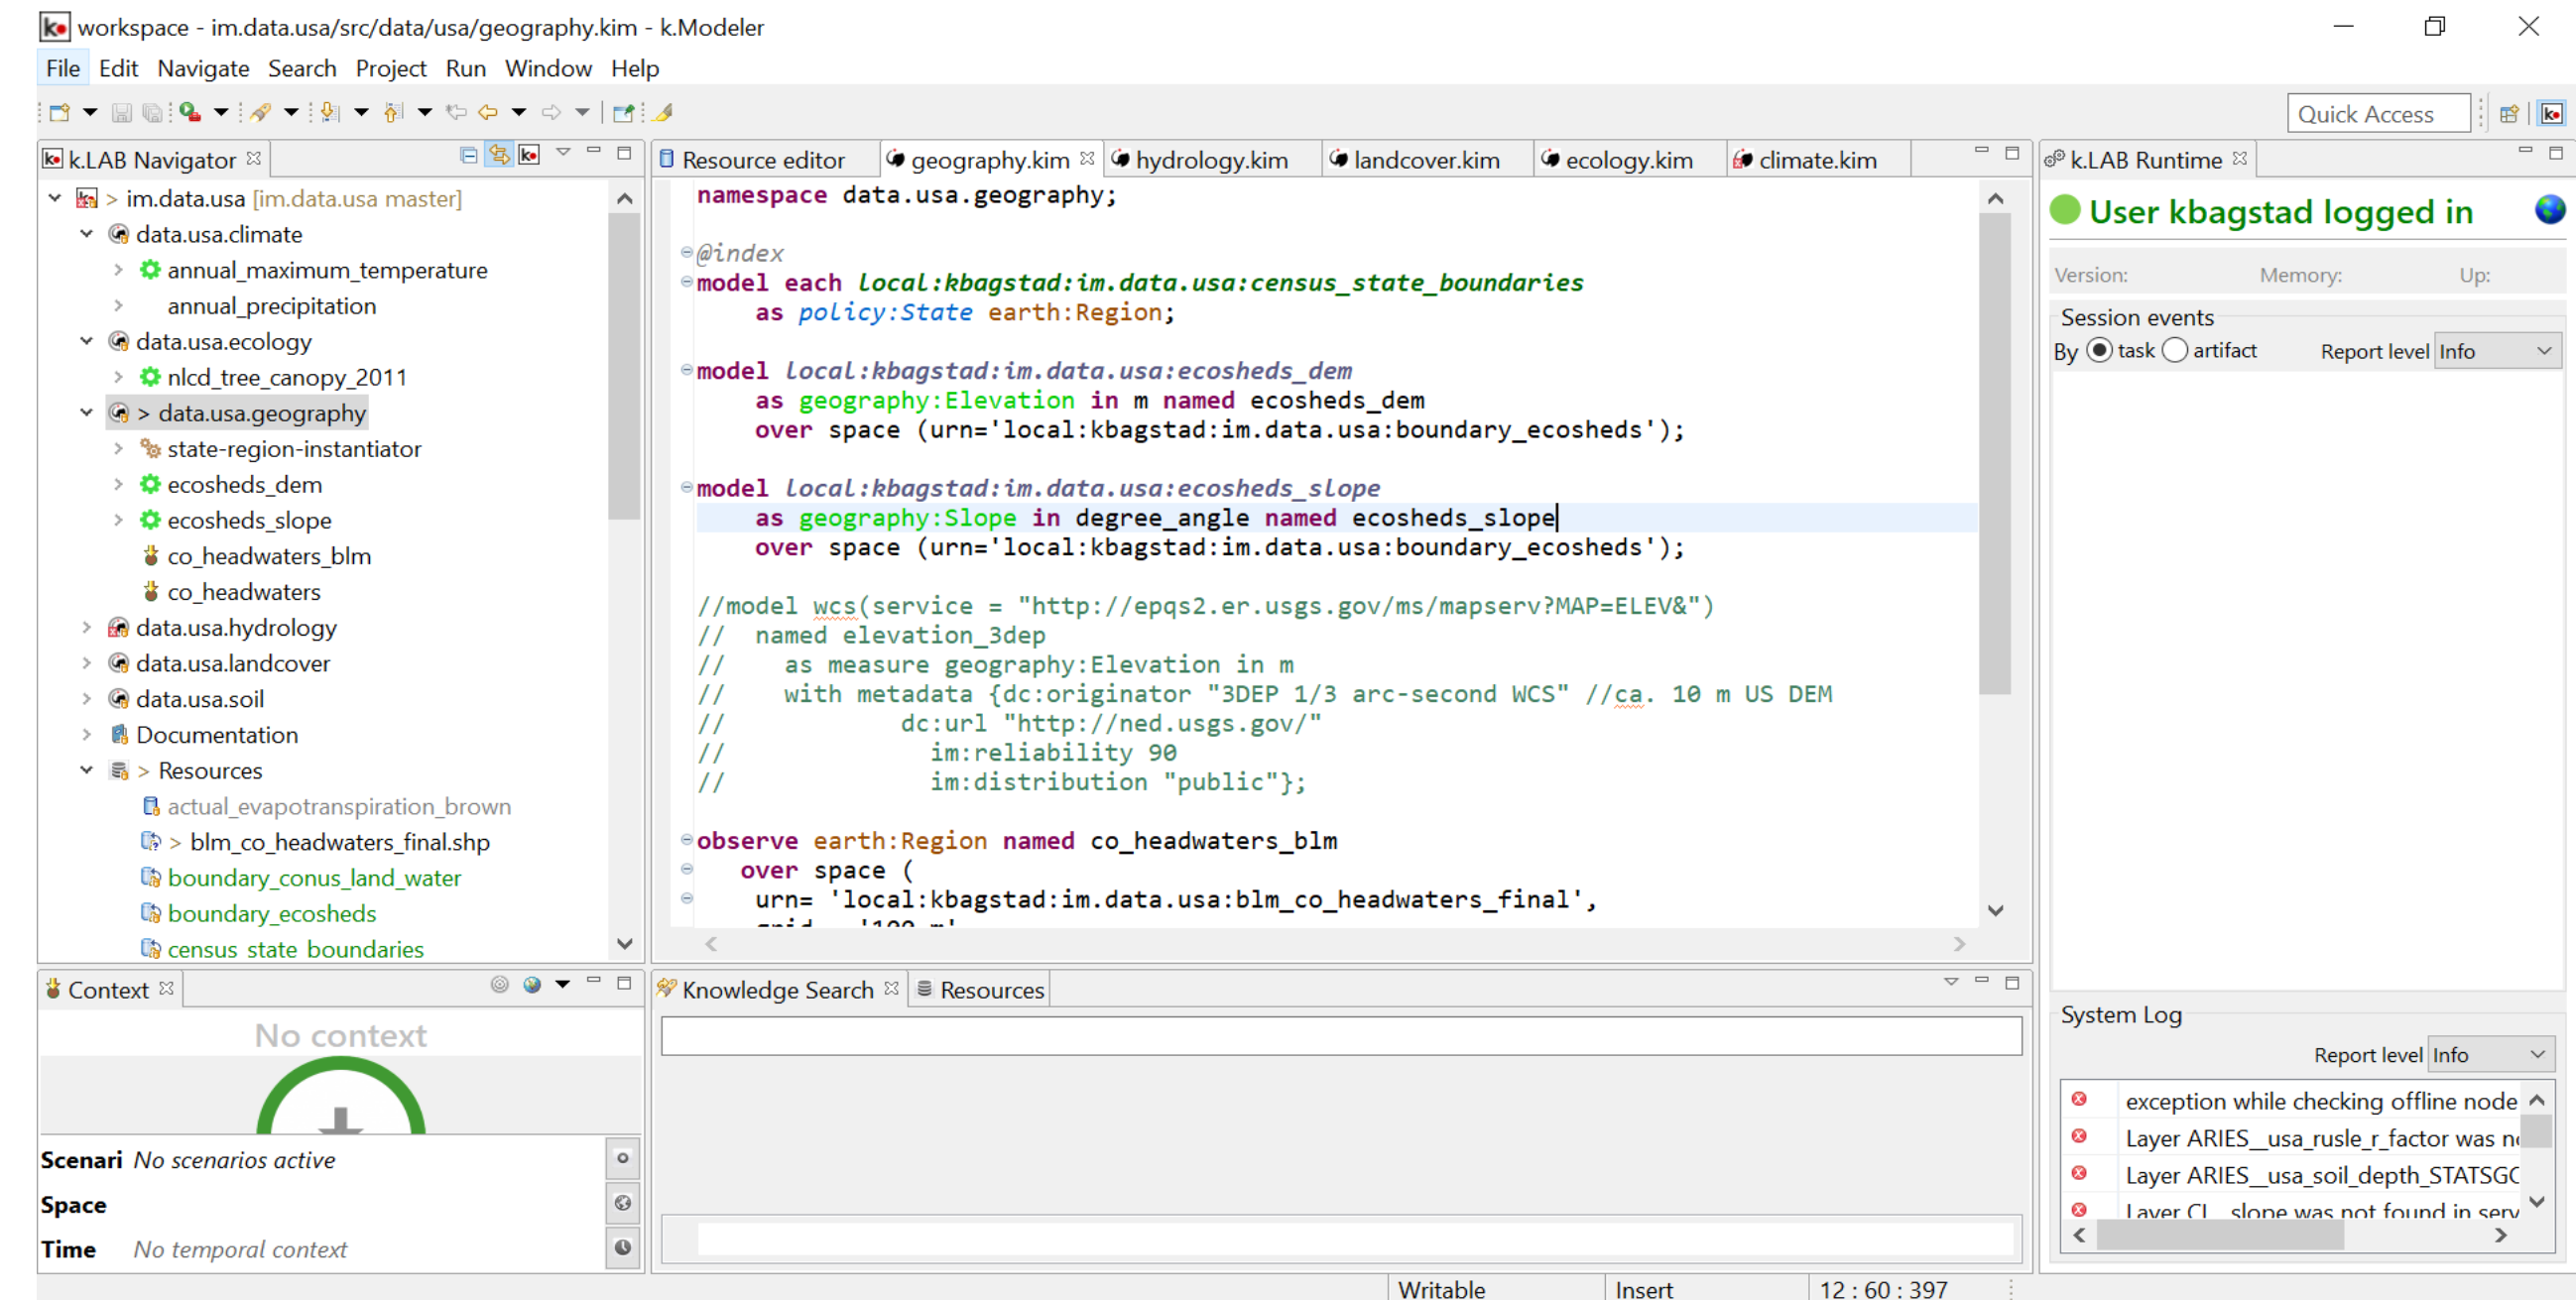 workspace - im.data.usa/src/data/usa/geography.kim - k.Modeler
File Edit Navigate Search Project Run Window Help
Quick Access
k.LAB Navigator
> im.data.usa [im.data.usa master]
data.usa.climate
annual_maximum_temperature
annual_precipitation
data.usa.ecology
nlcd_tree_canopy_2011
> data.usa.geography
state-region-instantiator
ecosheds_dem
ecosheds_slope
co_headwaters_blm
co_headwaters
data.usa.hydrology
data.usa.landcover
data.usa.soil
Documentation
> Resources
actual_evapotranspiration_brown
> blm_co_headwaters_final.shp
boundary_conus_land_water
boundary_ecosheds
census_state_boundaries
Resource editor geography.kim hydrology.kim landcover.kim ecology.kim climate.kim
namespace data.usa.geography;
@index
model each local:kbagstad:im.data.usa:census_state_boundaries
as policy:State earth:Region;
model local:kbagstad:im.data.usa:ecosheds_dem
as geography:Elevation in m named ecosheds_dem
over space (urn='local:kbagstad:im.data.usa:boundary_ecosheds');
model local:kbagstad:im.data.usa:ecosheds_slope
as geography:Slope in degree_angle named ecosheds_slope
over space (urn='local:kbagstad:im.data.usa:boundary_ecosheds');
//model wcs(service = "http://epqs2.er.usgs.gov/ms/mapserv?MAP=ELEV&")
// named elevation_3dep
// as measure geography:Elevation in m
// with metadata {dc:originator "3DEP 1/3 arc-second WCS" //ca. 10 m US DEM
// dc:url "http://ned.usgs.gov/"
// im:reliability 90
// im:distribution "public"};
observe earth:Region named co_headwaters_blm
over space (
urn= 'local:kbagstad:im.data.usa:blm_co_headwaters_final',
k.LAB Runtime
User kbagstad logged in
Version: Memory: Up:
Session events
By task artifact Report level Info
System Log
Report level Info
exception while checking offline node
Layer ARIES__usa_rusle_r_factor was
Layer ARIES__usa_soil_depth_STATSGO
slope was not found in serv
Context
No context
Scenari No scenarios active
Space
Time No temporal context
Knowledge Search Resources
Writable Insert 12 : 60 : 397